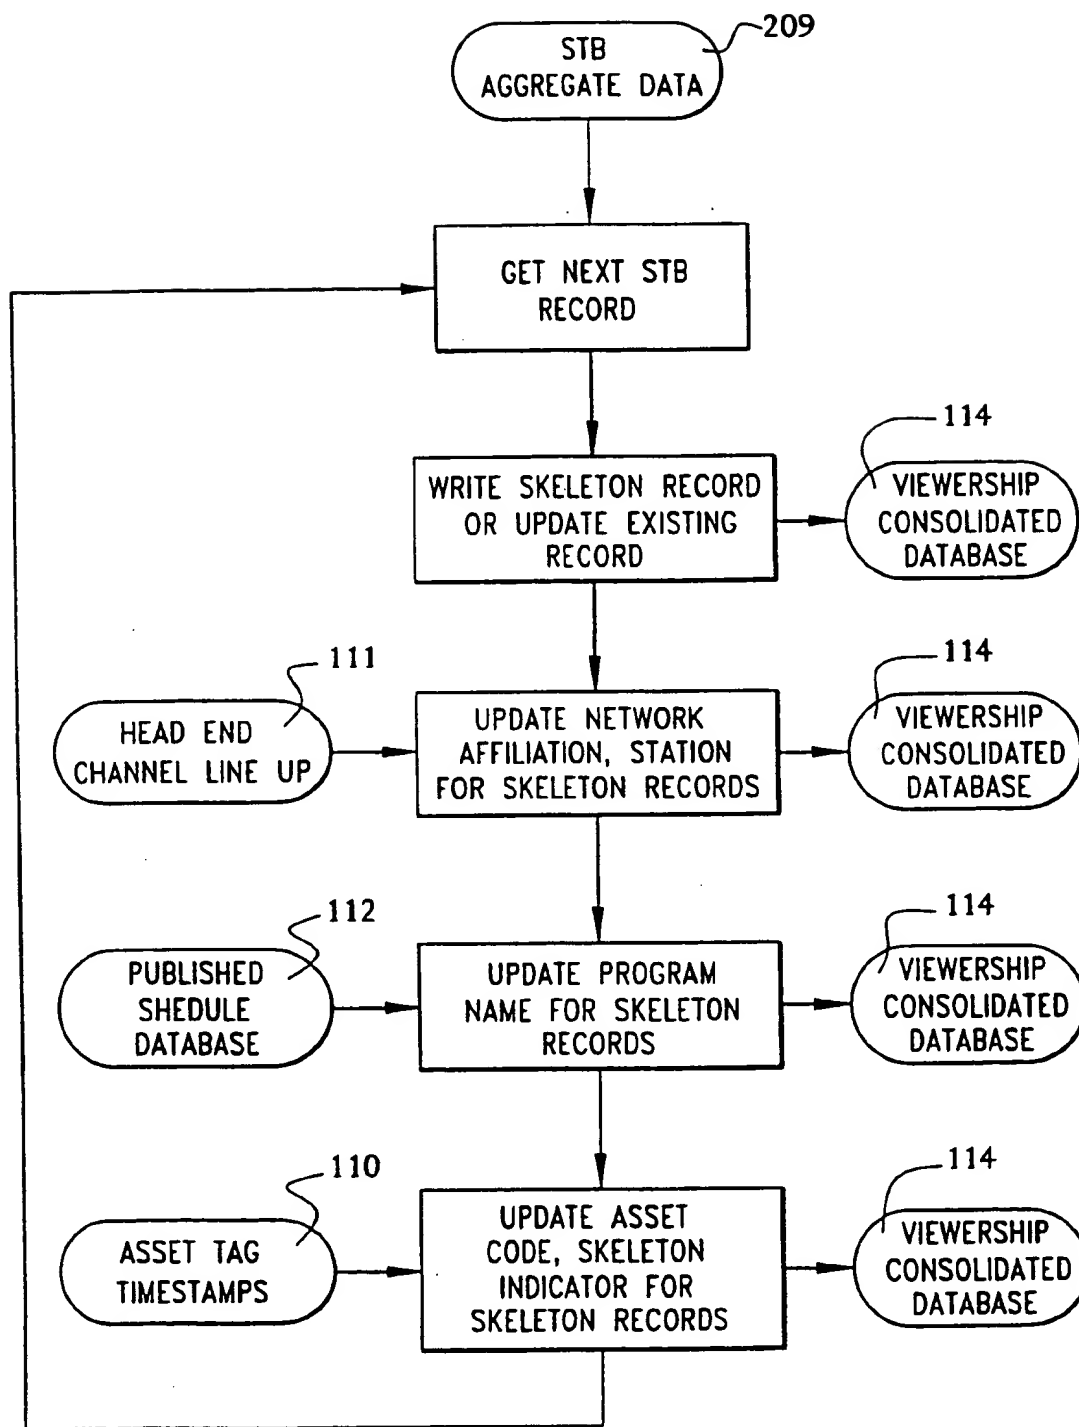 209
STB
AGGREGATE DATA
GET NEXT STB
RECORD
114
WRITE SKELETON RECORD
OR UPDATE EXISTING
RECORD
VIEWERSHIP
CONSOLIDATED
DATABASE
111
HEAD END
CHANNEL LINE UP
UPDATE NETWORK
AFFILIATION, STATION
FOR SKELETON RECORDS
114
VIEWERSHIP
CONSOLIDATED
DATABASE
112
PUBLISHED
SHEDULE
DATABASE
UPDATE PROGRAM
NAME FOR SKELETON
RECORDS
114
VIEWERSHIP
CONSOLIDATED
DATABASE
110
ASSET TAG
TIMESTAMPS
UPDATE ASSET
CODE, SKELETON
INDICATOR FOR
SKELETON RECORDS
114
VIEWERSHIP
CONSOLIDATED
DATABASE